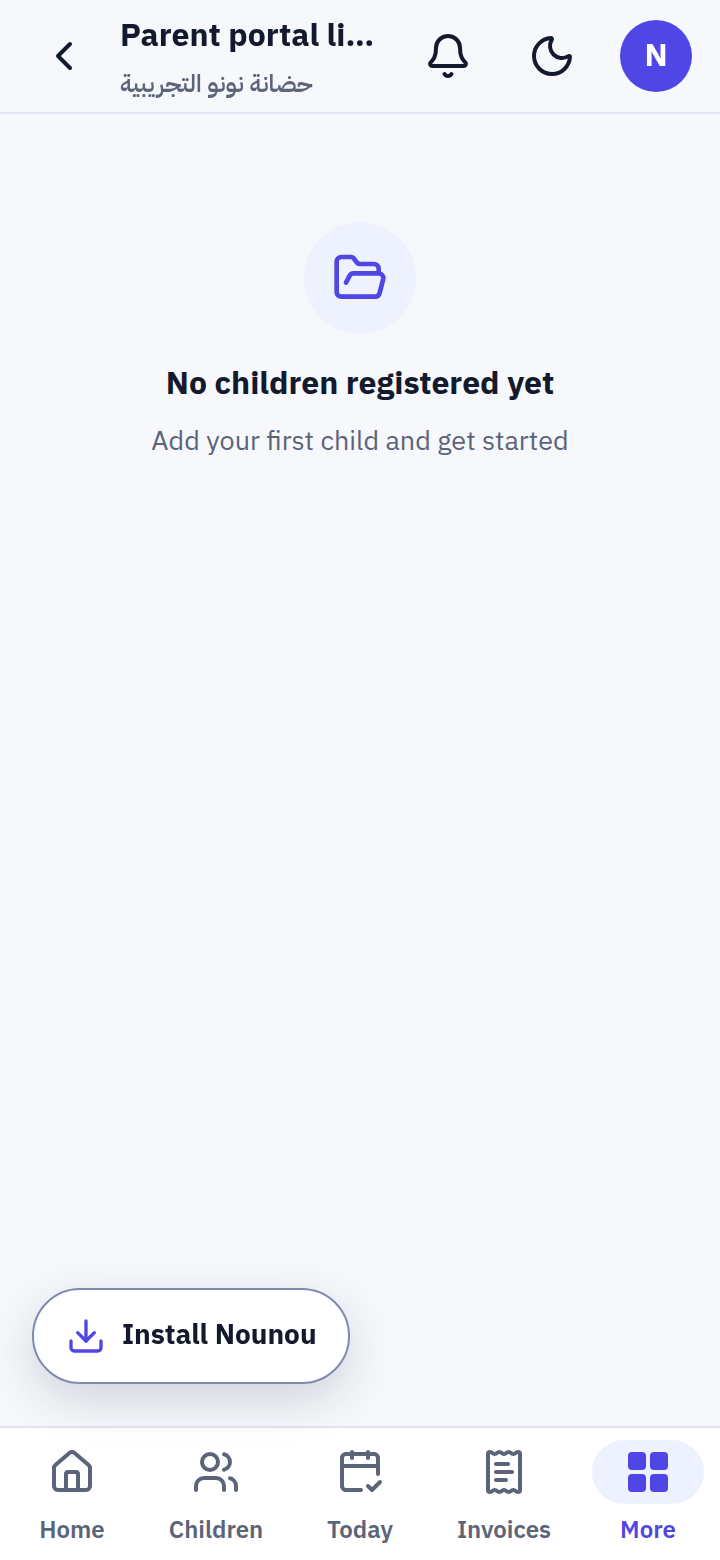 Parent portal li...
حضانة نونو التجريبية
N
No children registered yet
Add your first child and get started
Install Nounou
Home
Children
Today
Invoices
More